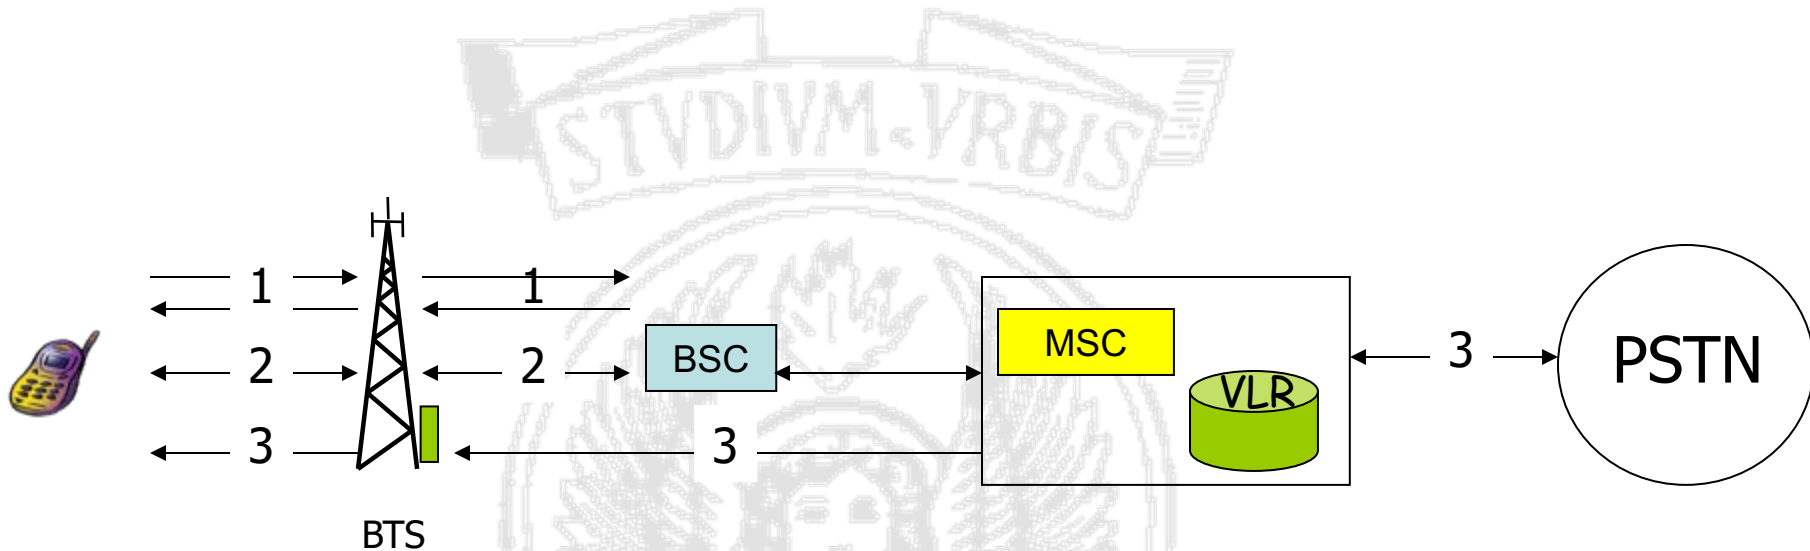 STVDIVM VRBIS
1 1
2 2 BSC MSC 3 PSTN
VLR
3 3
BTS